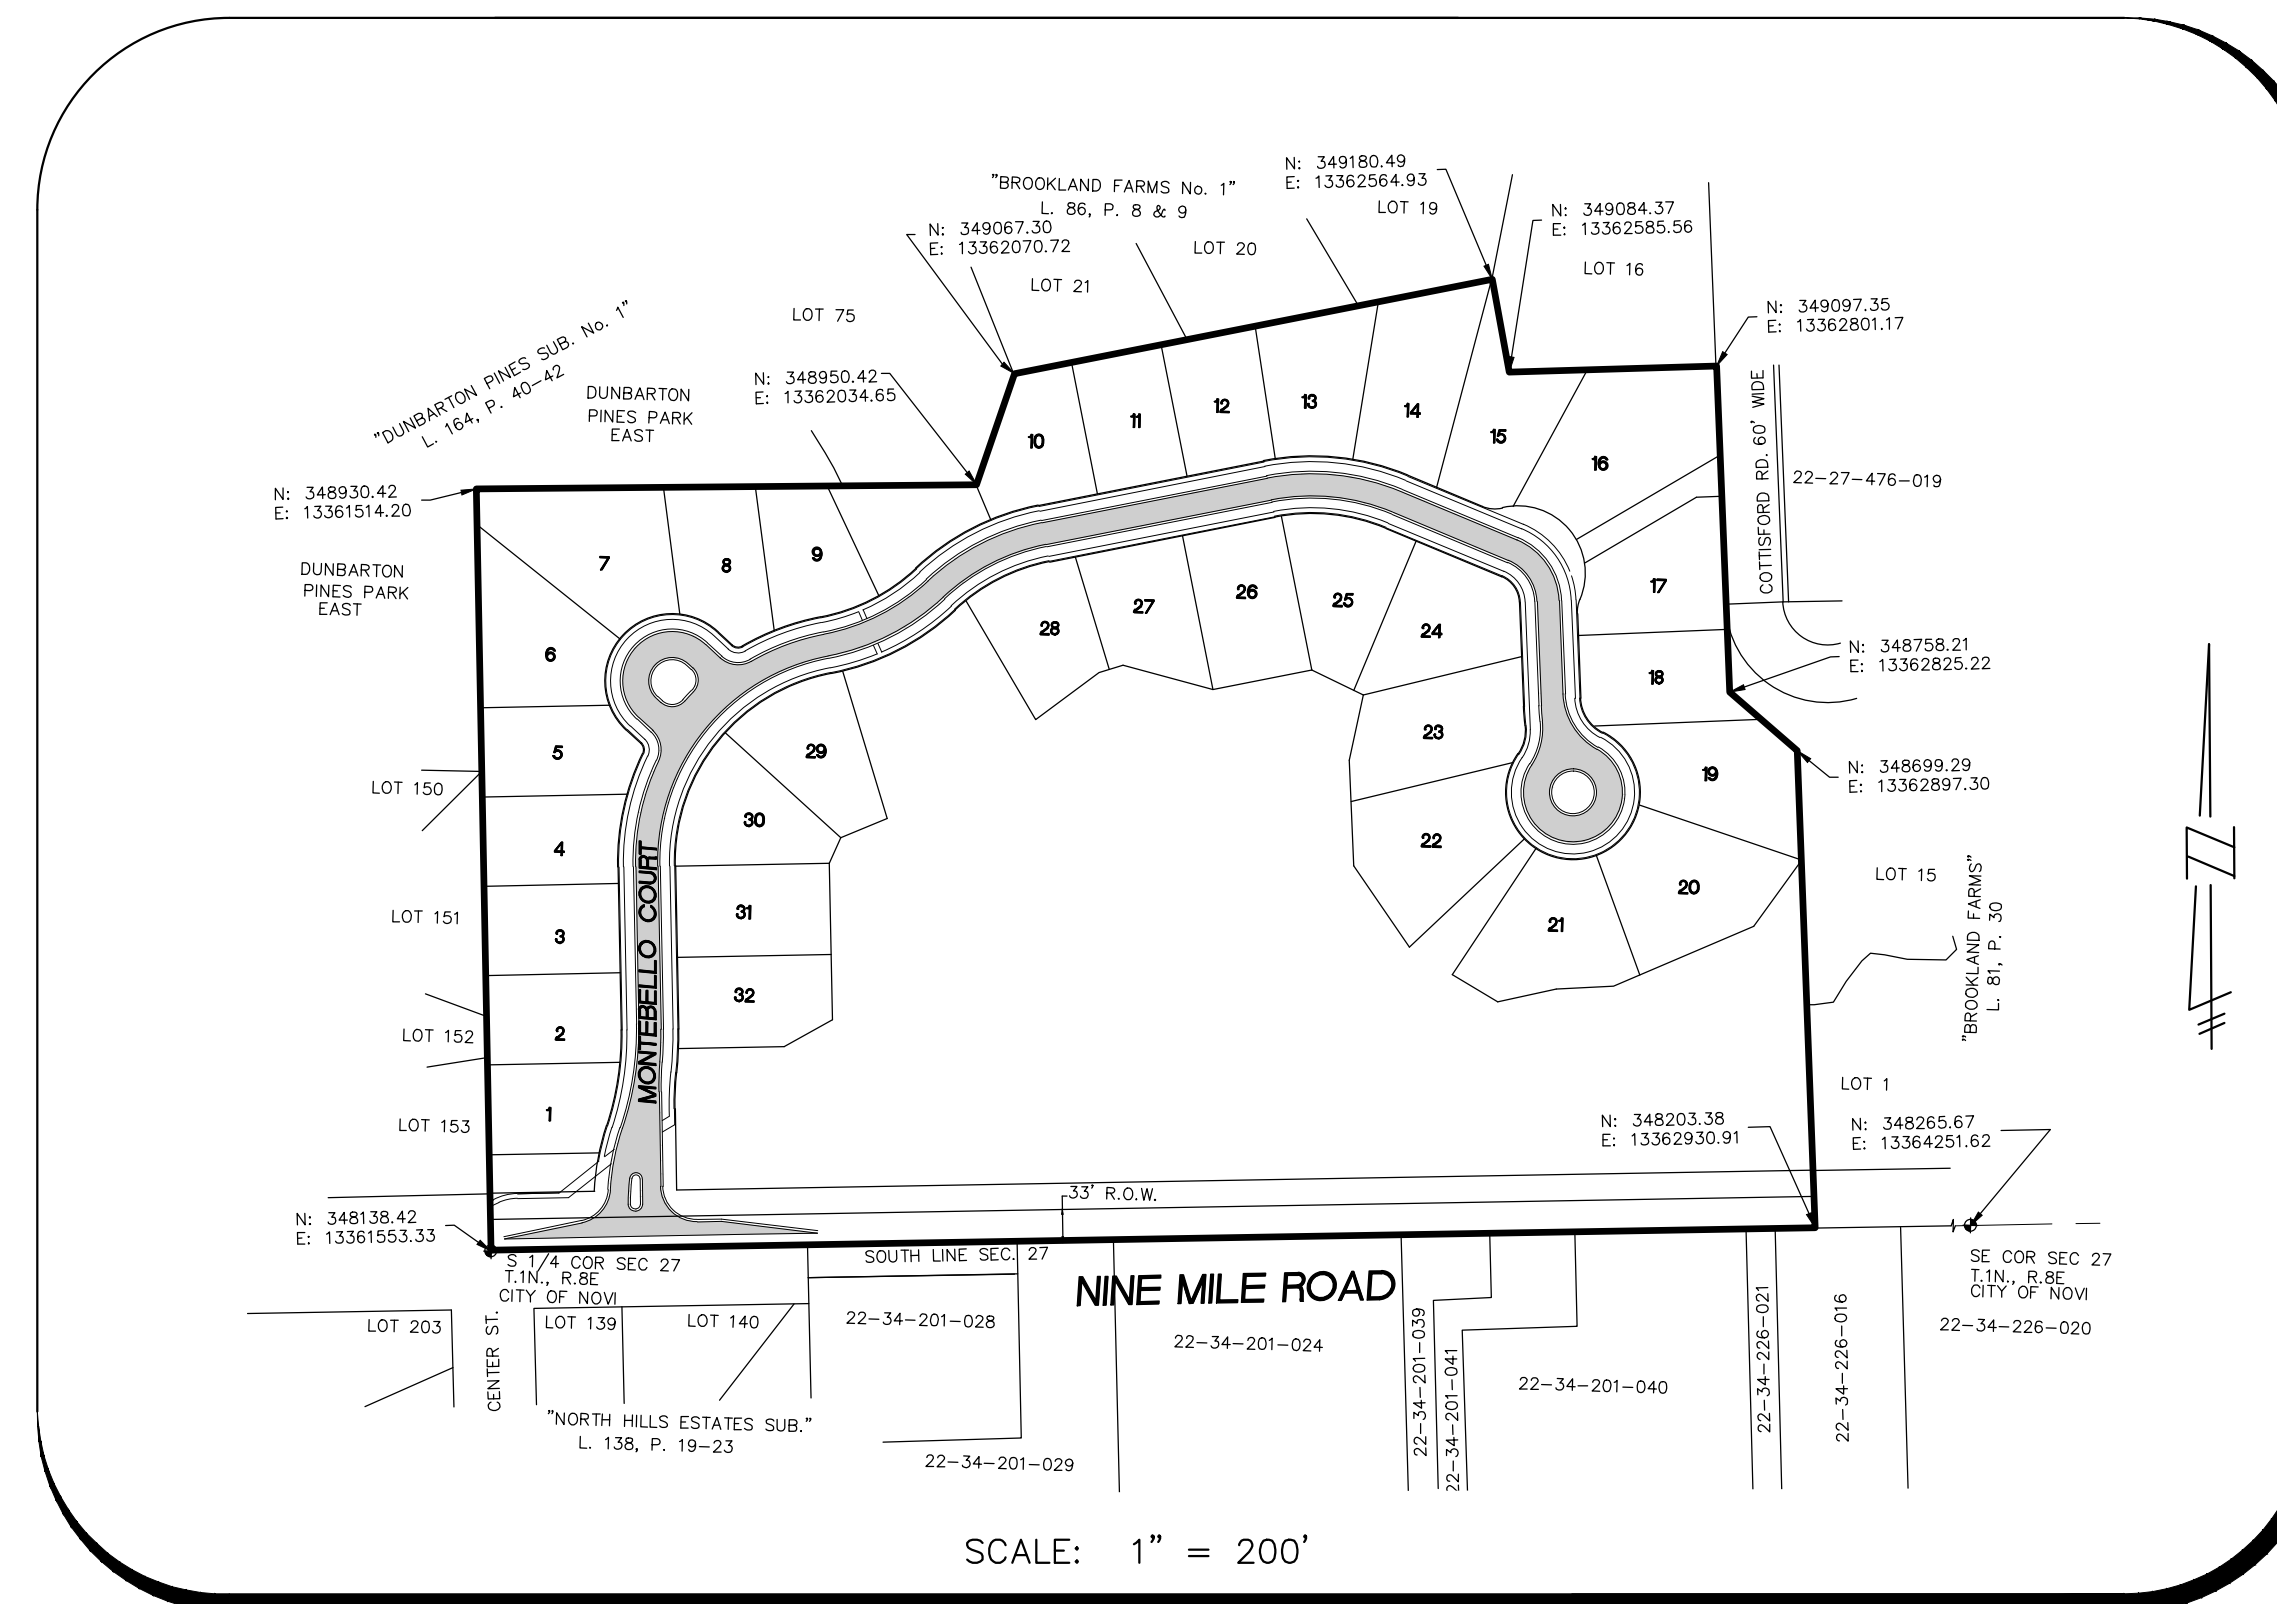 "BROOKLAND FARMS No. 1"
L. 86, P. 8 & 9
N: 349180.49
E: 13362564.93
LOT 19
N: 349084.37
E: 13362585.56
N: 349067.30
E: 13362070.72
LOT 20
LOT 21
LOT 16
N: 349097.35
E: 13362801.17
LOT 75
"DUNBARTON PINES SUB. No. 1"
L. 164, P. 40-42
DUNBARTON
PINES PARK
EAST
N: 348950.42
E: 13362034.65
N: 348930.42
E: 13361514.20
DUNBARTON
PINES PARK
EAST
COTTISFORD RD. 60' WIDE
22-27-476-019
N: 348758.21
E: 13362825.22
N: 348699.29
E: 13362897.30
10
11
12
13
14
15
16
7
8
9
17
28
27
26
25
24
6
18
5
29
23
19
LOT 150
4
30
22
20
LOT 15
LOT 151
3
31
21
"BROOKLAND FARMS"
L. 81, P. 30
32
MONTEBELLO COURT
LOT 152
2
LOT 1
LOT 153
1
N: 348203.38
E: 13362930.91
N: 348265.67
E: 13364251.62
33' R.O.W.
N: 348138.42
E: 13361553.33
S 1/4 COR SEC 27
T.1N., R.8E
CITY OF NOVI
SOUTH LINE SEC. 27
NINE MILE ROAD
SE COR SEC 27
T.1N., R.8E
CITY OF NOVI
LOT 203
CENTER ST.
LOT 139
LOT 140
22-34-201-028
22-34-201-024
22-34-201-039
22-34-201-041
22-34-201-040
22-34-226-021
22-34-226-016
22-34-226-020
"NORTH HILLS ESTATES SUB."
L. 138, P. 19-23
22-34-201-029
N
SCALE: 1" = 200'